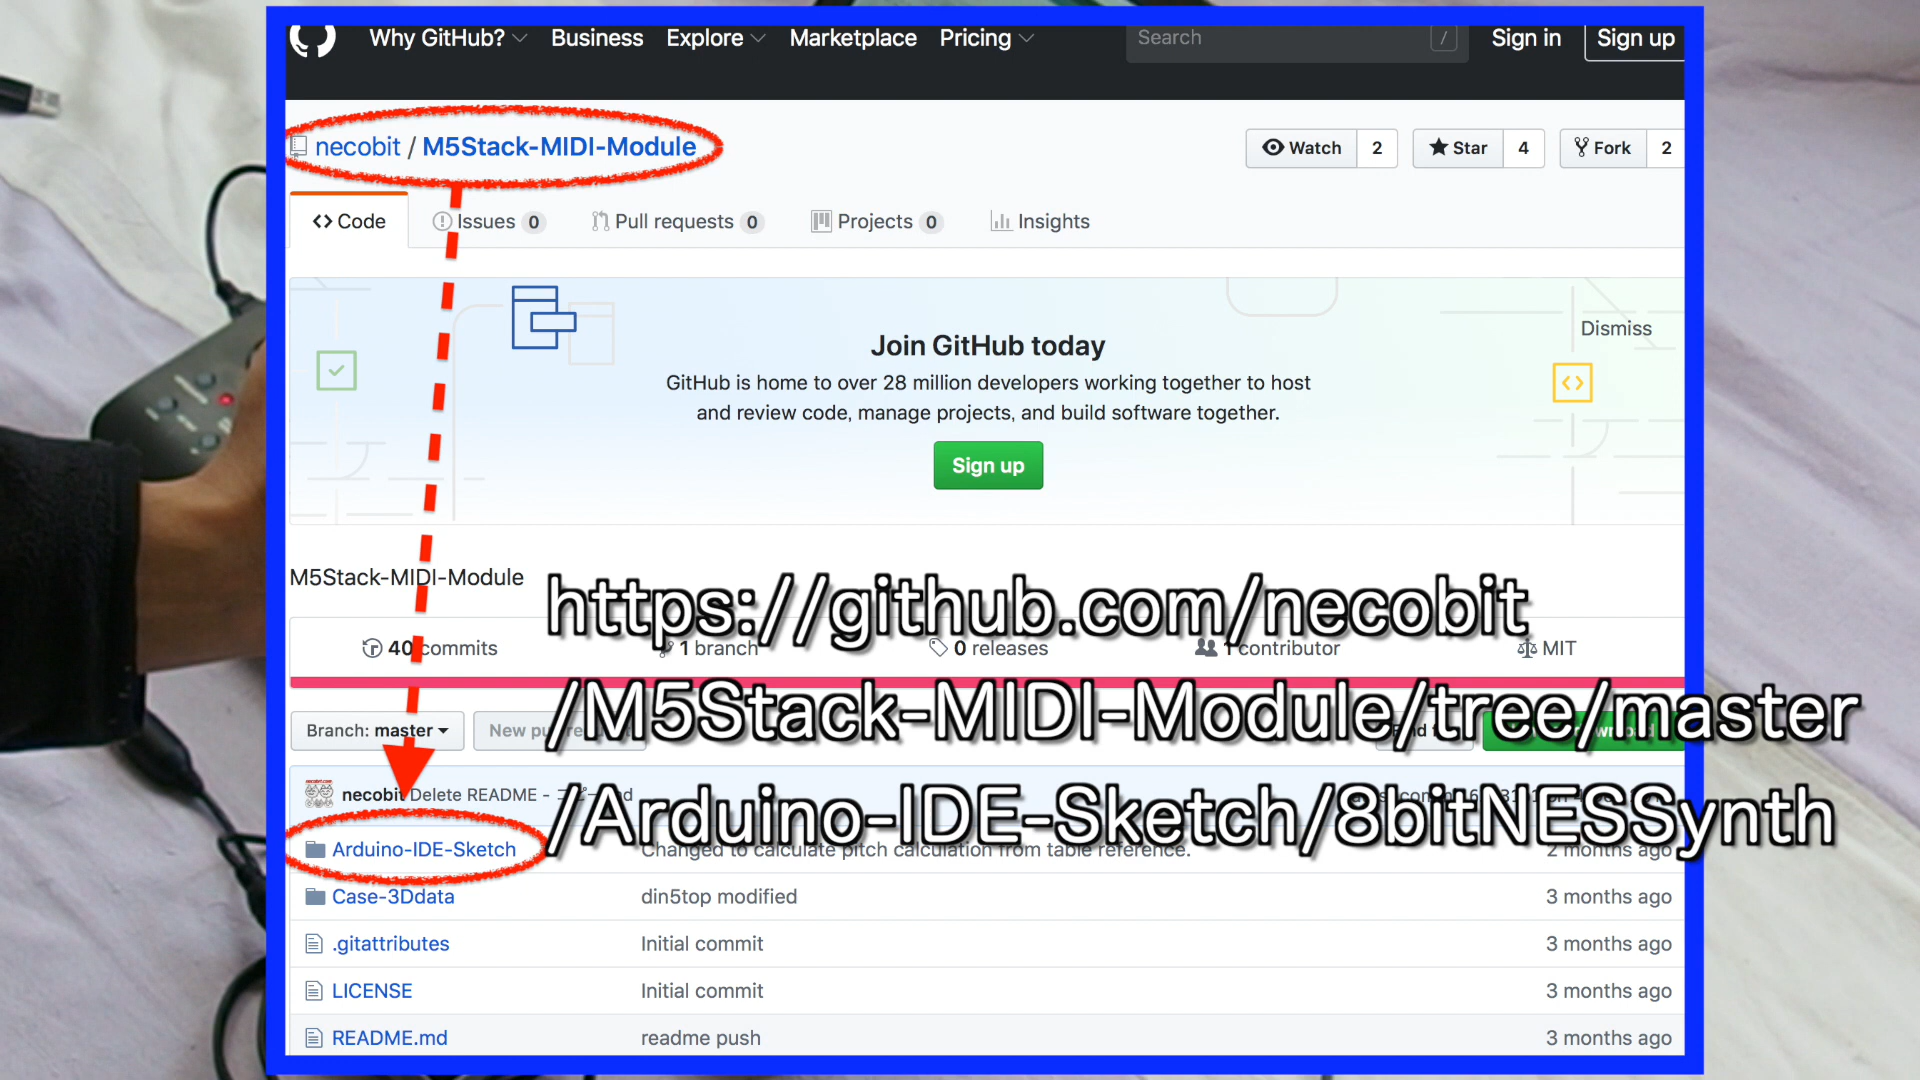 Why GitHub? Business Explore Marketplace Pricing Search / Sign in Sign up
necobit / M5Stack-MIDI-Module
Watch 2 Star 4 Fork 2
Code Issues 0 Pull requests 0 Projects 0 Insights
Dismiss
Join GitHub today
GitHub is home to over 28 million developers working together to host
and review code, manage projects, and build software together.
Sign up
M5Stack-MIDI-Module
https://github.com/necobit
/M5Stack-MIDI-Module/tree/master
/Arduino-IDE-Sketch/8bitNESSynth
40 commits 1 branch 0 releases 1 contributor MIT
Branch: master
necobit Delete README -
Arduino-IDE-Sketch Changed to calculate pitch calculation from table reference. 2 months ago
Case-3Ddata din5top modified 3 months ago
.gitattributes Initial commit 3 months ago
LICENSE Initial commit 3 months ago
README.md readme push 3 months ago